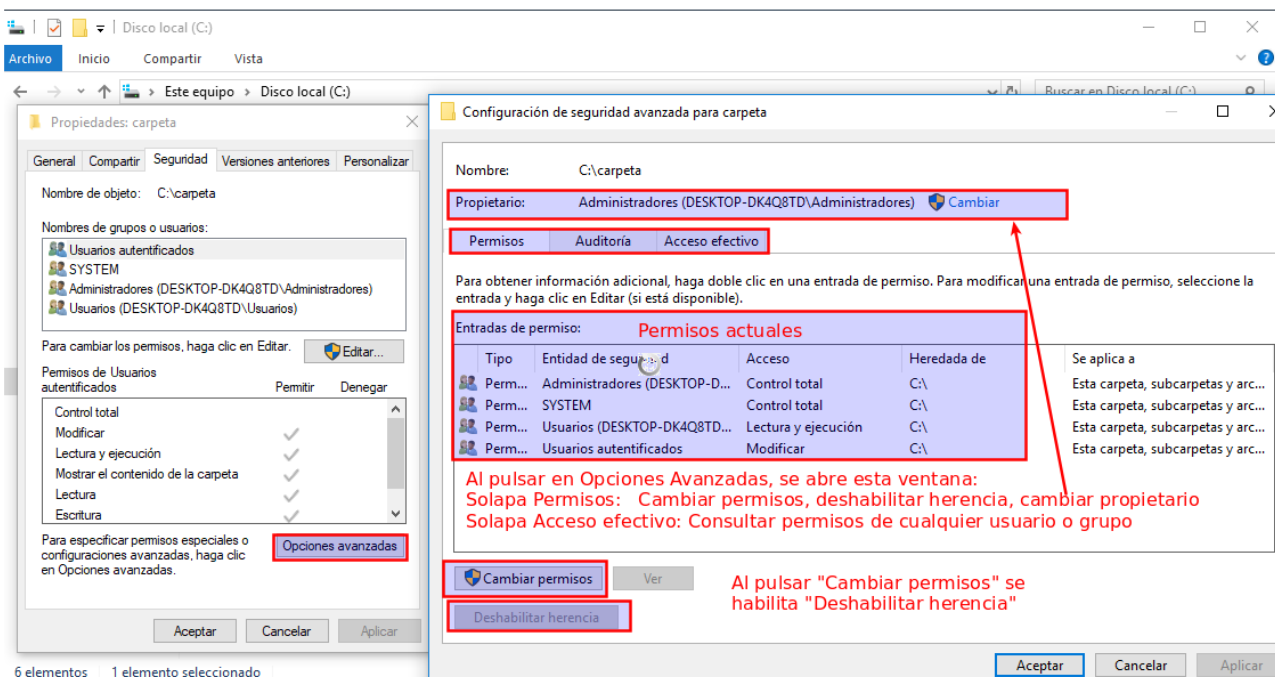 Disco local (C:)
Archivo Inicio Compartir Vista
Este equipo > Disco local (C:)
Buscar en Disco local (C:)
Propiedades: carpeta
General Compartir Seguridad Versiones anteriores Personalizar
Nombre de objeto: C:\carpeta
Nombres de grupos o usuarios:
Usuarios autentificados
SYSTEM
Administradores (DESKTOP-DK4Q8TD\Administradores)
Usuarios (DESKTOP-DK4Q8TD\Usuarios)
Para cambiar los permisos, haga clic en Editar.
Editar...
Permisos de Usuarios
autentificados Permitir Denegar
Control total
Modificar
Lectura y ejecución
Mostrar el contenido de la carpeta
Lectura
Escritura
Para especificar permisos especiales o
configuraciones avanzadas, haga clic
en Opciones avanzadas.
Opciones avanzadas
Aceptar Cancelar Aplicar
6 elementos 1 elemento seleccionado
Configuración de seguridad avanzada para carpeta
Nombre: C:\carpeta
Propietario: Administradores (DESKTOP-DK4Q8TD\Administradores) Cambiar
Permisos Auditoría Acceso efectivo
Para obtener información adicional, haga doble clic en una entrada de permiso. Para modificar una entrada de permiso, seleccione la
entrada y haga clic en Editar (si está disponible).
Entradas de permiso: Permisos actuales
Tipo Entidad de segu d Acceso Heredada de Se aplica a
Perm... Administradores (DESKTOP-D... Control total C:\ Esta carpeta, subcarpetas y arc...
Perm... SYSTEM Control total C:\ Esta carpeta, subcarpetas y arc...
Perm... Usuarios (DESKTOP-DK4Q8TD... Lectura y ejecución C:\ Esta carpeta, subcarpetas y arc...
Perm... Usuarios autentificados Modificar C:\ Esta carpeta, subcarpetas y arc...
Al pulsar en Opciones Avanzadas, se abre esta ventana:
Solapa Permisos: Cambiar permisos, deshabilitar herencia, cambiar propietario
Solapa Acceso efectivo: Consultar permisos de cualquier usuario o grupo
Cambiar permisos Ver
Al pulsar "Cambiar permisos" se
habilita "Deshabilitar herencia"
Deshabilitar herencia
Aceptar Cancelar Aplicar